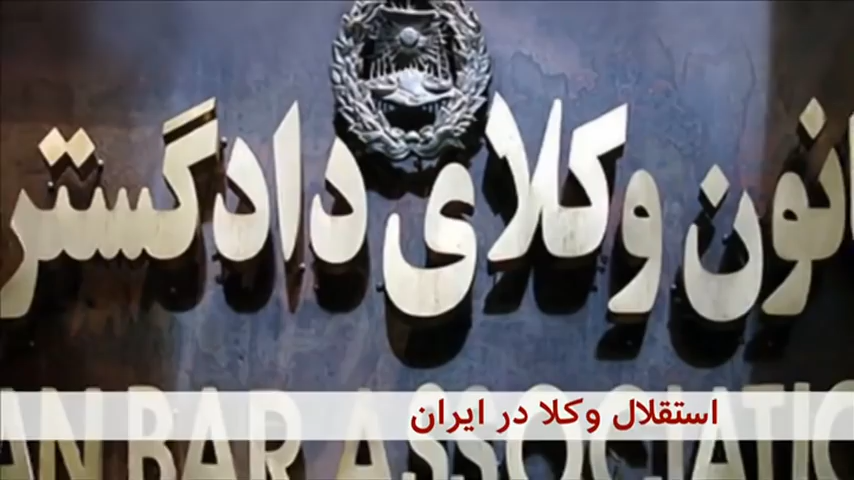 انون وکلای دادگستر
استقلال وکلا در ایران
AN BAR ASSOCIATIO